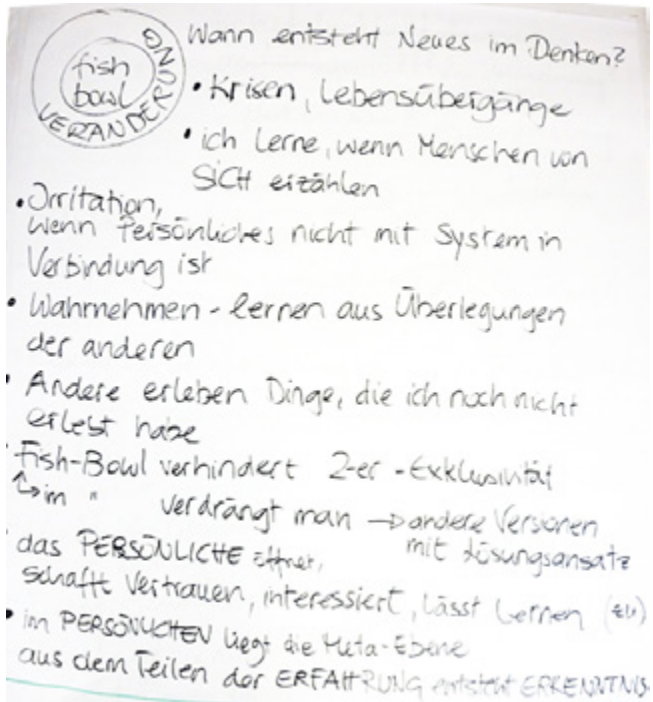 fish
bowl
VERÄNDERUNG
Wann entsteht Neues im Denken?
• Krisen, Lebensübergänge
• ich lerne, wenn Menschen von
SICH erzählen
• Irritation,
wenn Persönliches nicht mit System in
Verbindung ist
• Wahrnehmen - lernen aus Überlegungen
der anderen
• Andere erleben Dinge, die ich noch nicht
erlebt habe
Fish-Bowl verhindert 2-er-Exklusivität
↳ im " verdrängt man → andere Versionen
mit Lösungsansatz
das PERSÖNLICHE öffnet,
schafft Vertrauen, interessiert, lässt lernen (zu)
• im PERSÖNLICHEN liegt die Meta-Ebene
aus dem Teilen der ERFAHRUNG entsteht ERKENNTNIS